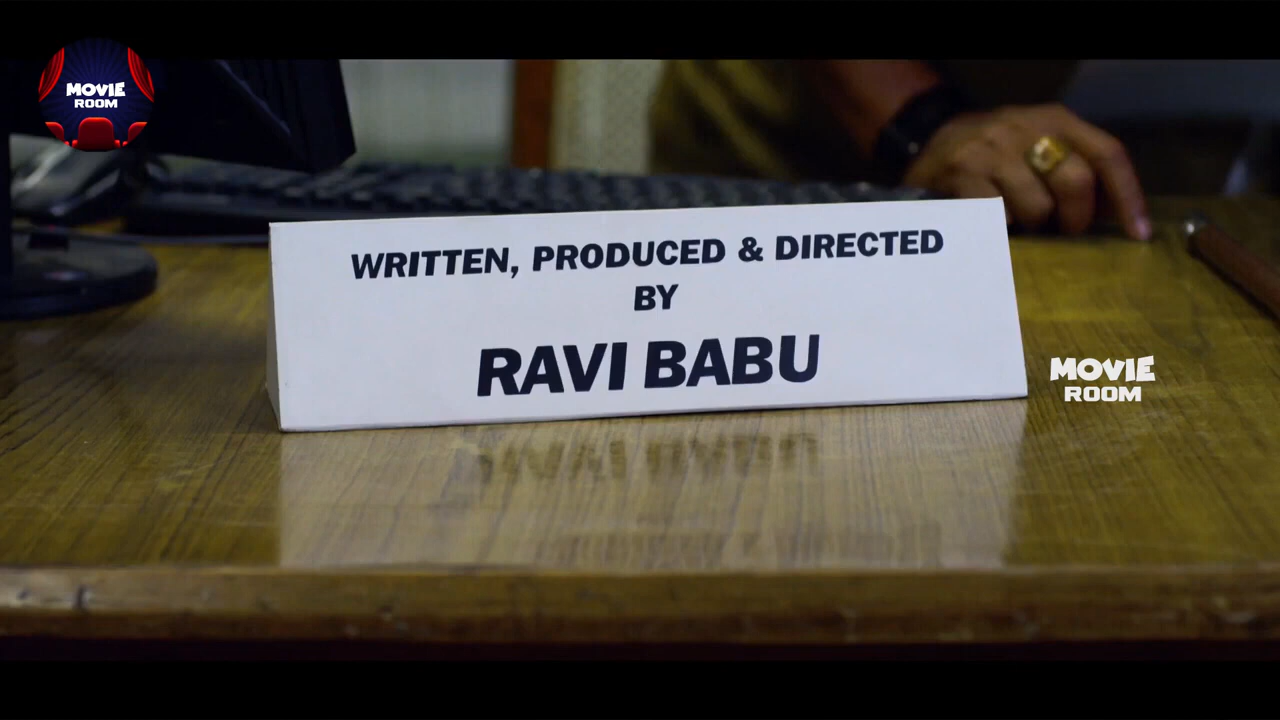 MOVIE
ROOM
WRITTEN, PRODUCED & DIRECTED
BY
RAVI BABU
MOVIE
ROOM